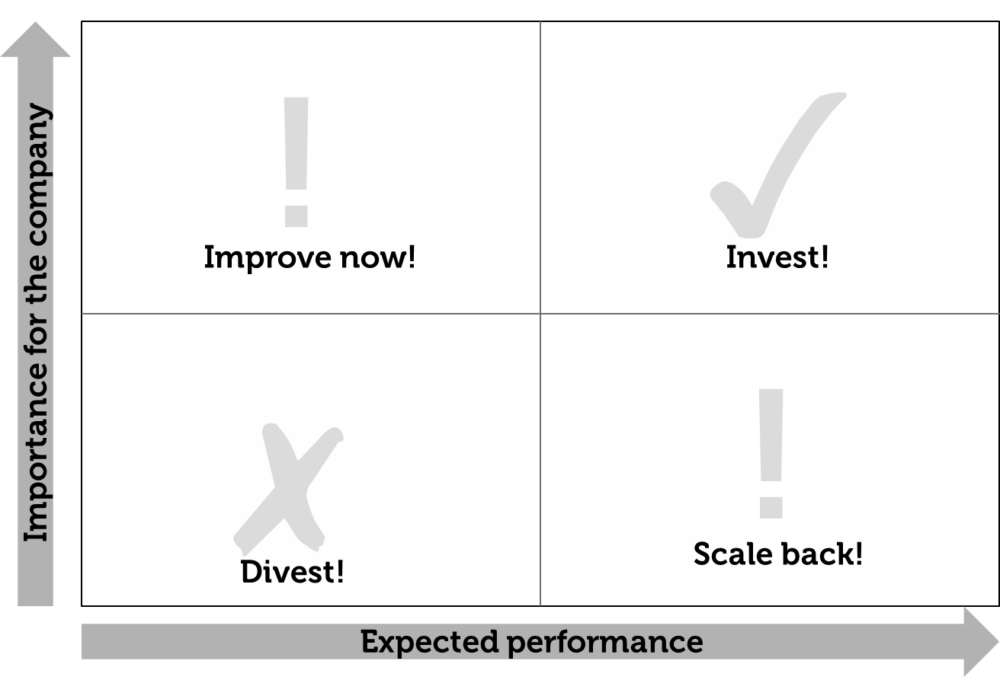 Importance for the company
Improve now!
Invest!
Divest!
Scale back!
Expected performance